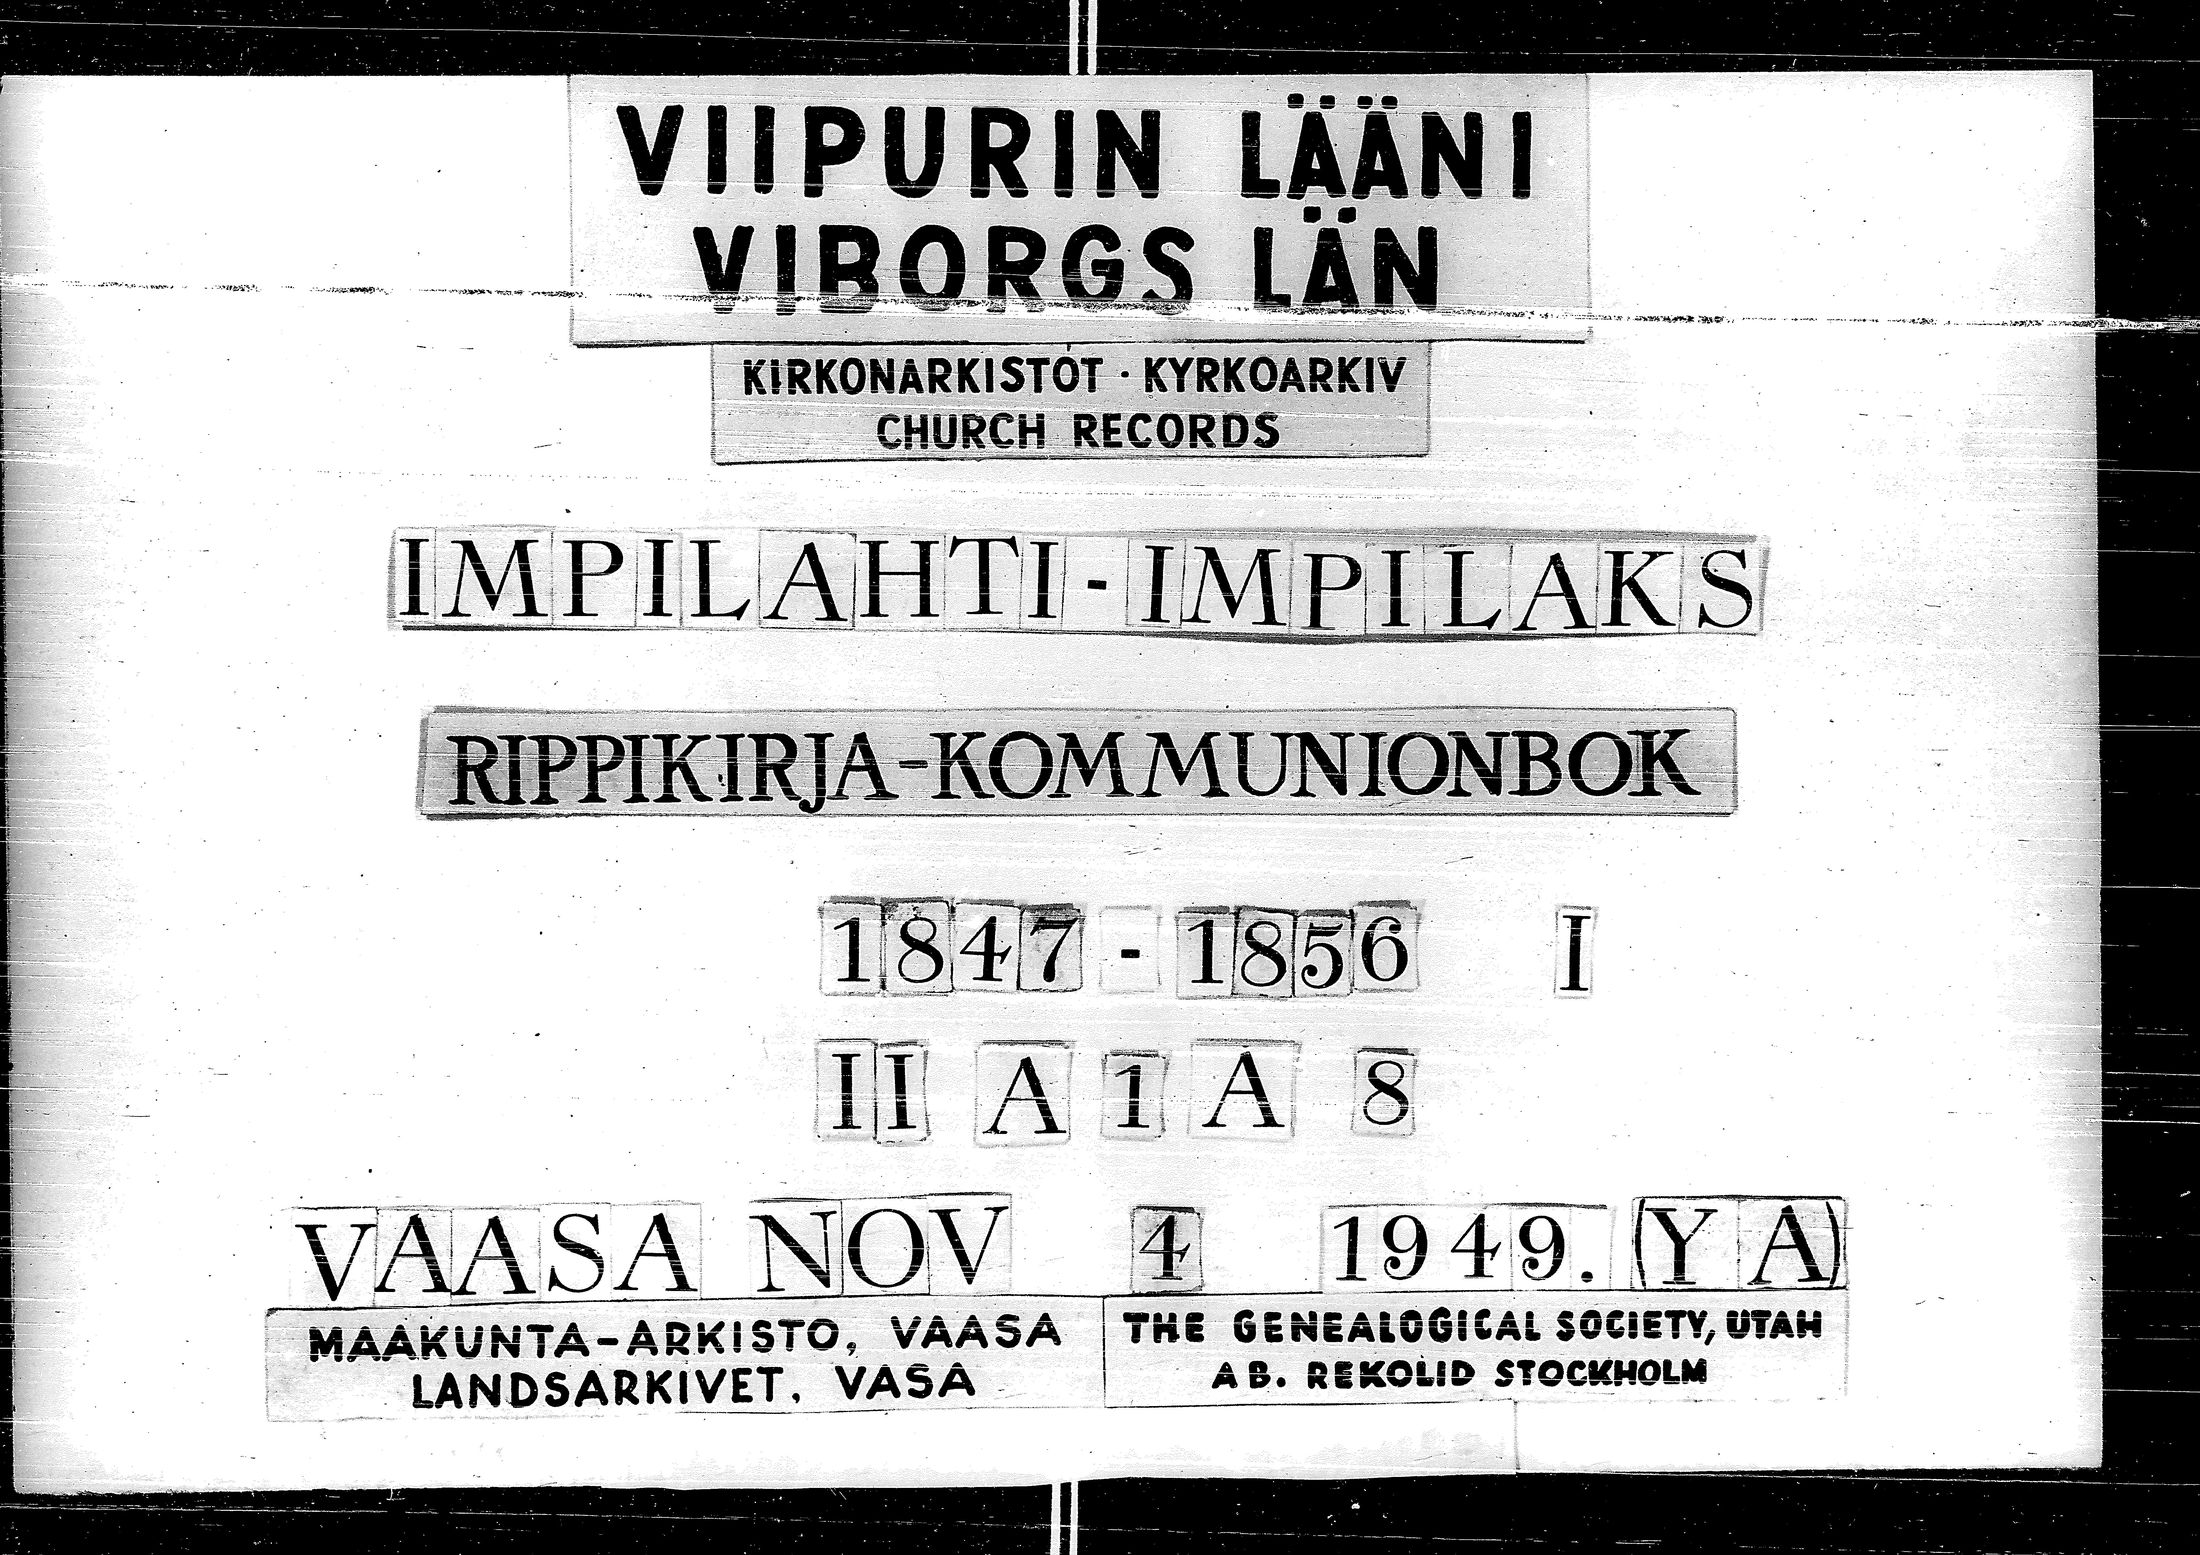 VIIPURIN LÄÄNI
VIBORGS LÄN
KIRKONARKISTOT · KYRKOARKIV
CHURCH RECORDS
IMPILAHTI - IMPILAKS
RIPPIKIRJA-KOMMUNIONBOK
1847 - 1856 I
II A 1 A 8
VAASA NOV 4 1949. (YA)
MAAKUNTA-ARKISTO, VAASA
LANDSARKIVET, VASA
THE GENEALOGICAL SOCIETY, UTAH
AB. REKOLID STOCKHOLM